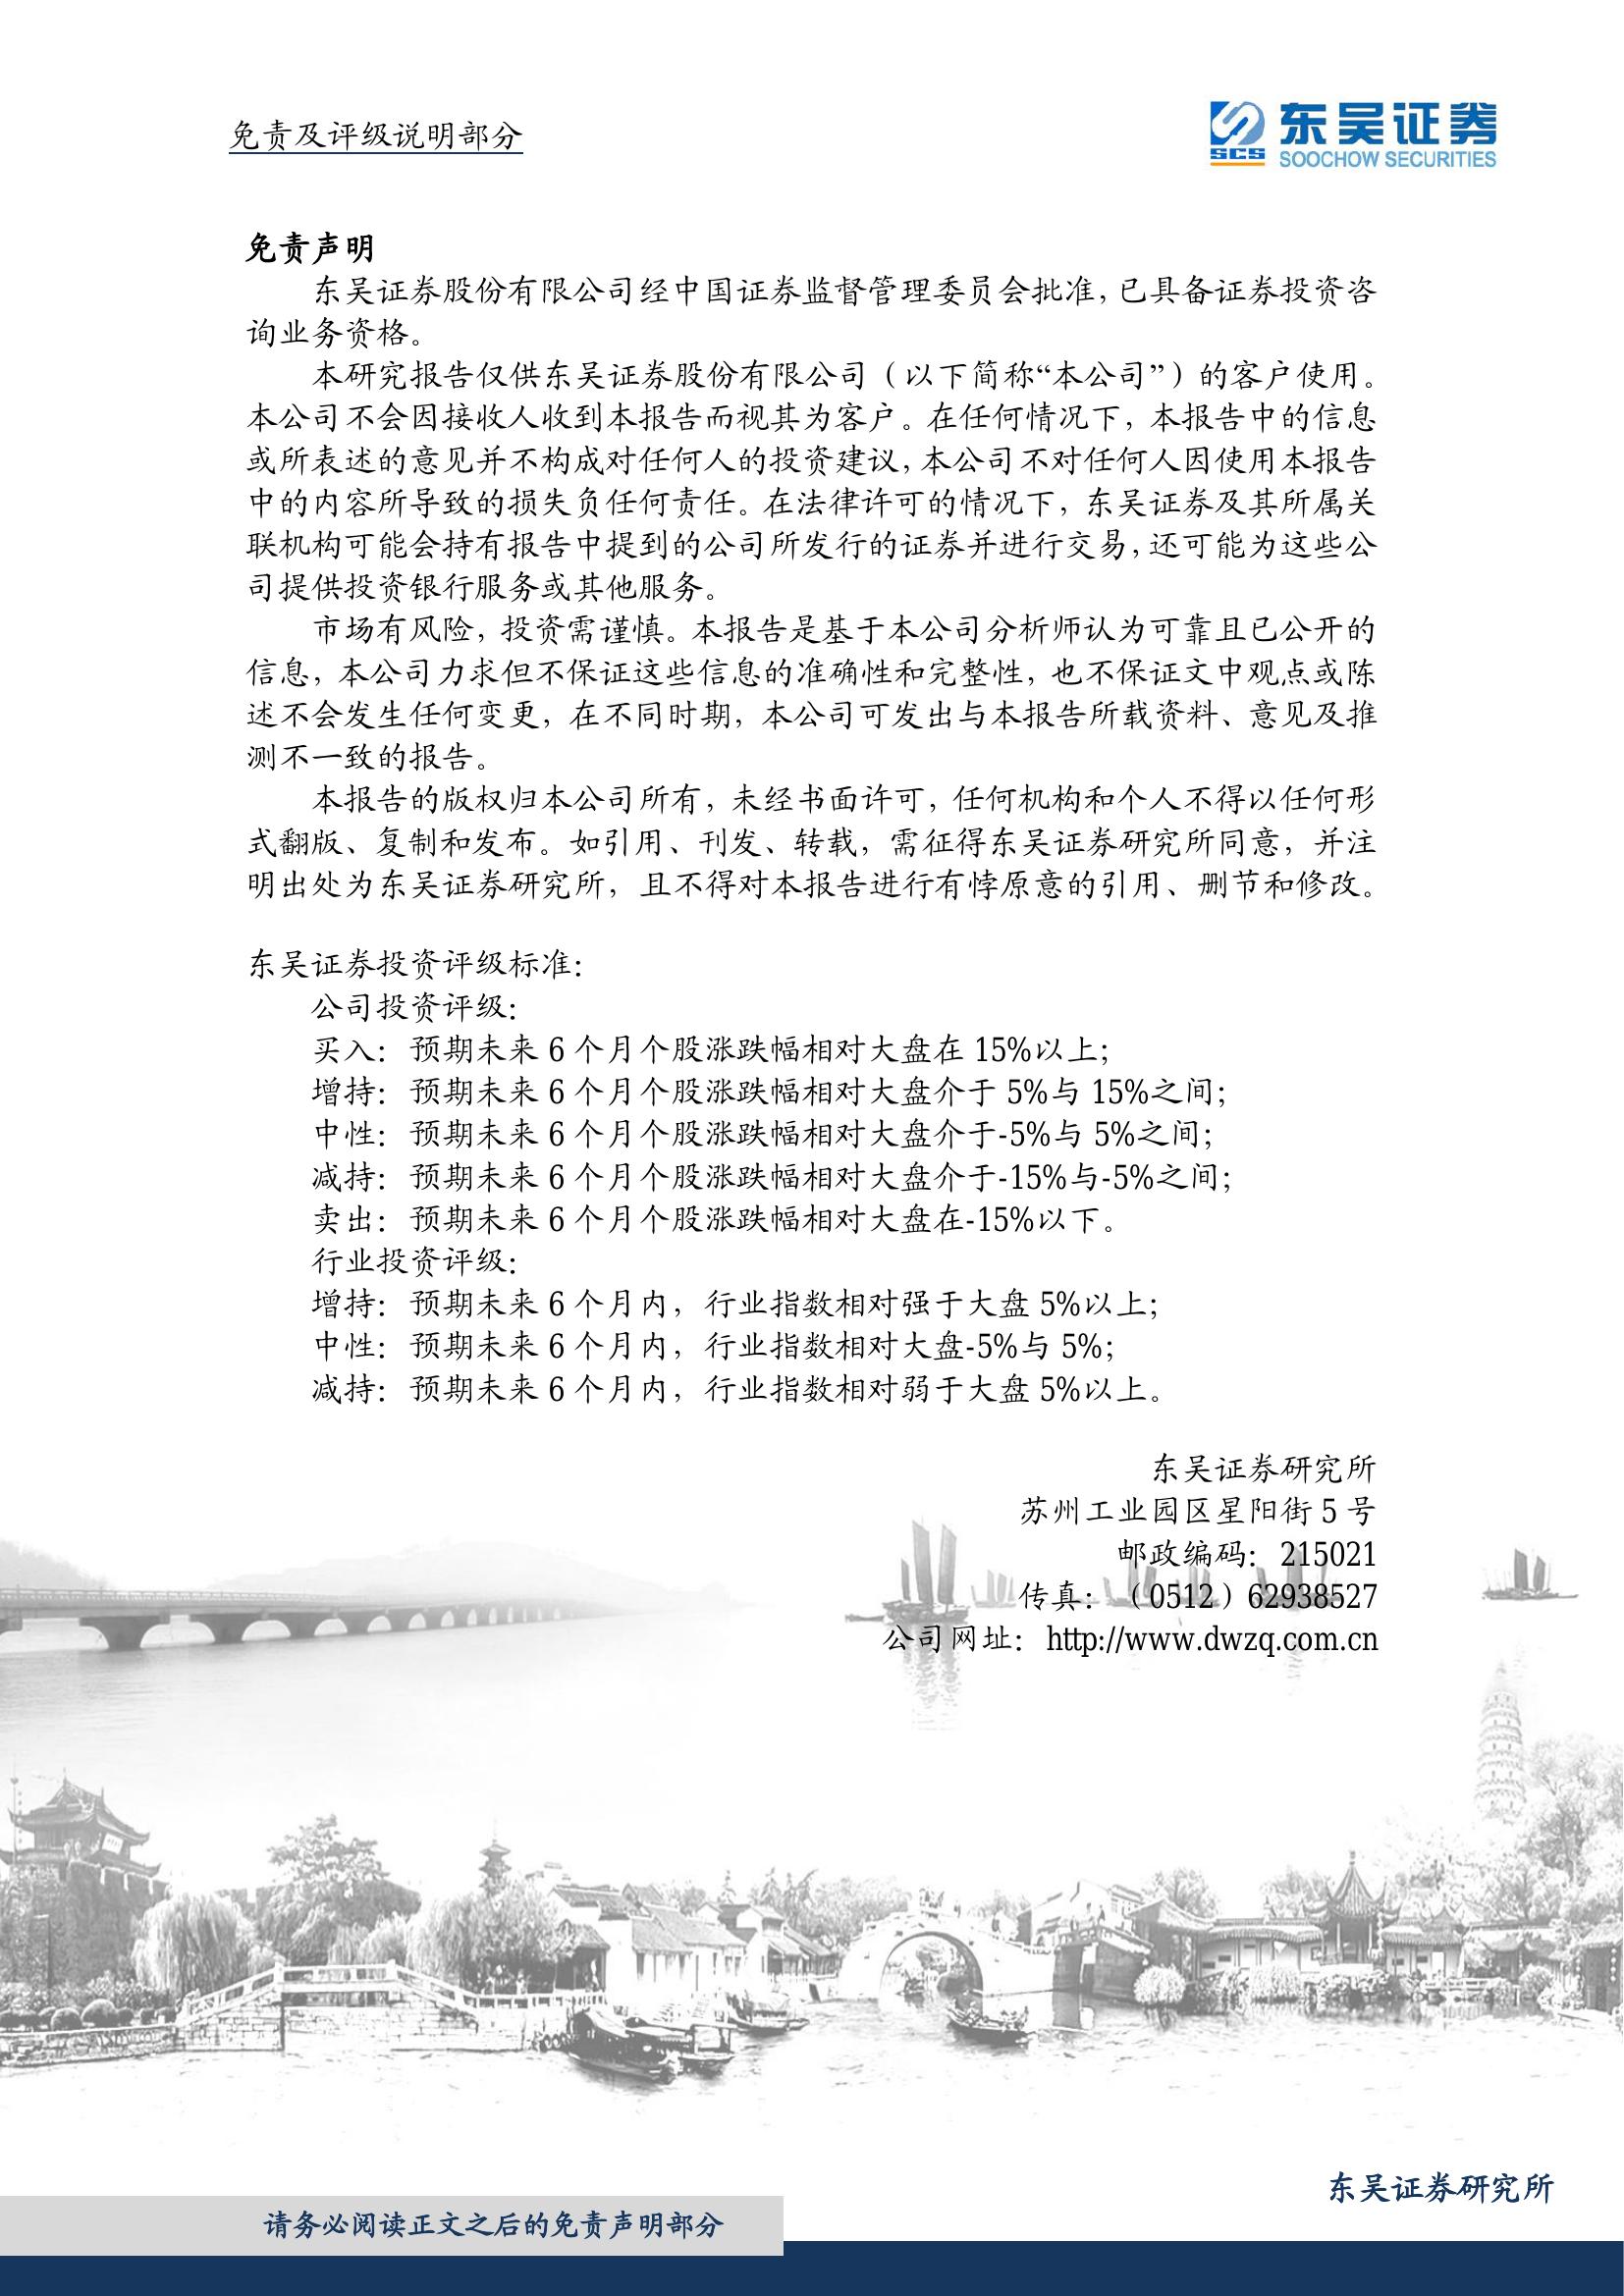 免责及评级说明部分
SCS 东吴证券
SOOCHOW SECURITIES
免责声明
东吴证券股份有限公司经中国证券监督管理委员会批准，已具备证券投资咨
询业务资格。
本研究报告仅供东吴证券股份有限公司（以下简称“本公司”）的客户使用。
本公司不会因接收人收到本报告而视其为客户。在任何情况下，本报告中的信息
或所表述的意见并不构成对任何人的投资建议，本公司不对任何人因使用本报告
中的内容所导致的损失负任何责任。在法律许可的情况下，东吴证券及其所属关
联机构可能会持有报告中提到的公司所发行的证券并进行交易，还可能为这些公
司提供投资银行服务或其他服务。
市场有风险，投资需谨慎。本报告是基于本公司分析师认为可靠且已公开的
信息，本公司力求但不保证这些信息的准确性和完整性，也不保证文中观点或陈
述不会发生任何变更，在不同时期，本公司可发出与本报告所载资料、意见及推
测不一致的报告。
本报告的版权归本公司所有，未经书面许可，任何机构和个人不得以任何形
式翻版、复制和发布。如引用、刊发、转载，需征得东吴证券研究所同意，并注
明出处为东吴证券研究所，且不得对本报告进行有悖原意的引用、删节和修改。
东吴证券投资评级标准：
公司投资评级：
买入：预期未来 6 个月个股涨跌幅相对大盘在 15%以上；
增持：预期未来 6 个月个股涨跌幅相对大盘介于 5%与 15%之间；
中性：预期未来 6 个月个股涨跌幅相对大盘介于-5%与 5%之间；
减持：预期未来 6 个月个股涨跌幅相对大盘介于-15%与-5%之间；
卖出：预期未来 6 个月个股涨跌幅相对大盘在-15%以下。
行业投资评级：
增持：预期未来 6 个月内，行业指数相对强于大盘 5%以上；
中性：预期未来 6 个月内，行业指数相对大盘-5%与 5%；
减持：预期未来 6 个月内，行业指数相对弱于大盘 5%以上。
东吴证券研究所
苏州工业园区星阳街 5 号
邮政编码：215021
传真：（0512）62938527
公司网址：http://www.dwzq.com.cn
东吴证券研究所
请务必阅读正文之后的免责声明部分